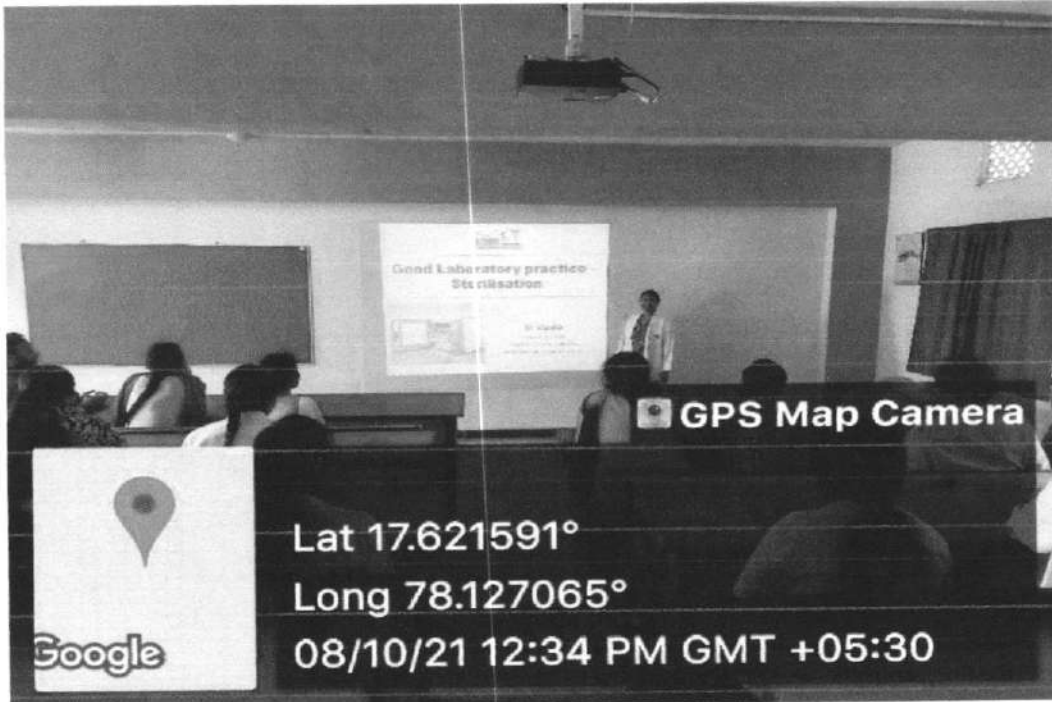 Good Laboratory practice
Sterilisation
GPS Map Camera
Lat 17.621591°
Long 78.127065°
08/10/21 12:34 PM GMT +05:30
Google